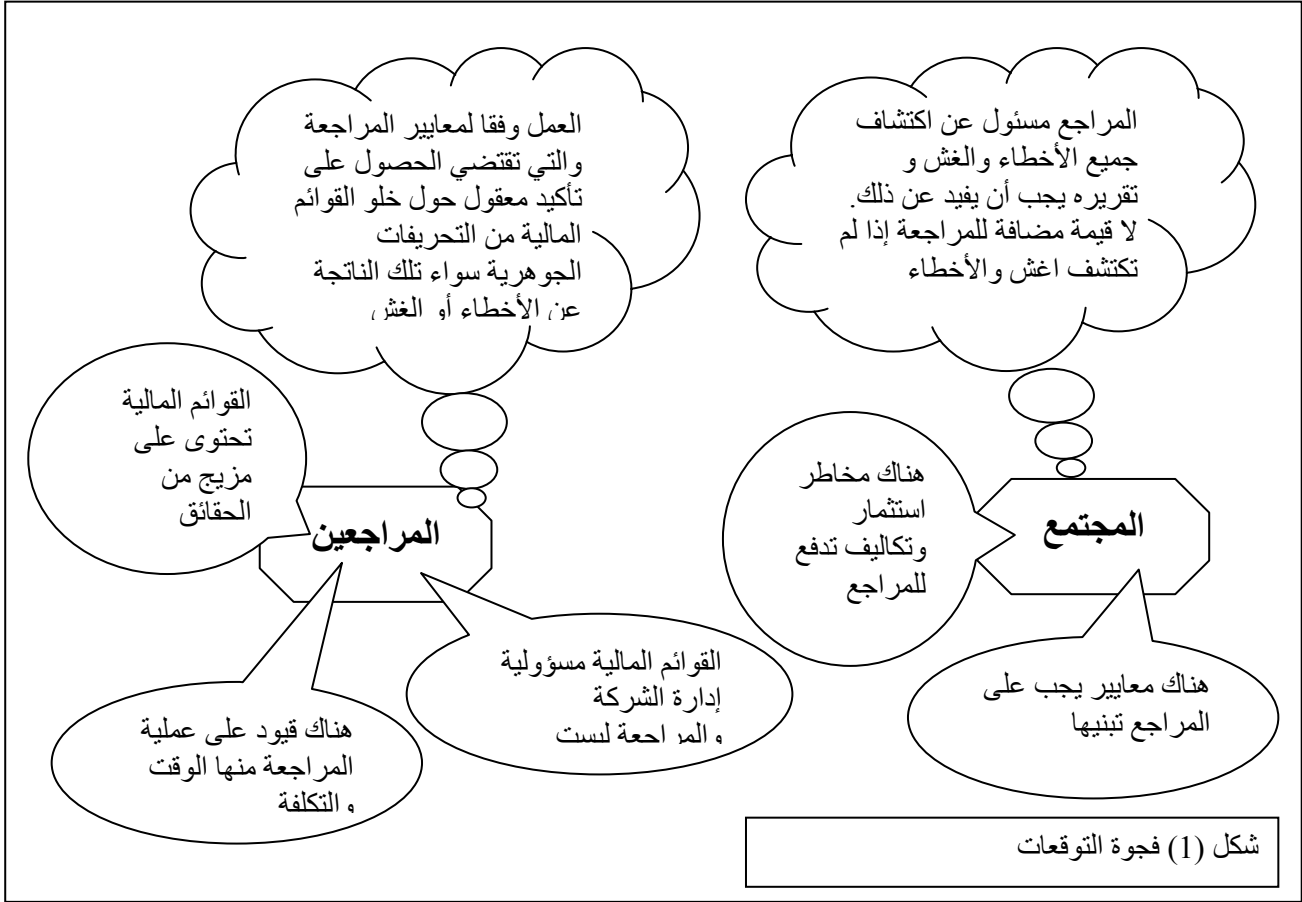 المراجع مسئول عن اكتشاف
جميع الأخطاء والغش و
تقريره يجب أن يفيد عن ذلك.
لا قيمة مضافة للمراجعة إذا لم
تكتشف اغش والأخطاء
العمل وفقا لمعايير المراجعة
والتي تقتضي الحصول على
تأكيد معقول حول خلو القوائم
المالية من التحريفات
الجوهرية سواء تلك الناتجة
عن الأخطاء أو الغش
هناك مخاطر
استثمار
وتكاليف تدفع
للمراجع
المجتمع
هناك معايير يجب على
المراجع تبنيها
القوائم المالية
تحتوى على
مزيج من
الحقائق
المراجعين
القوائم المالية مسؤولية
إدارة الشركة
والمراجعة ليست
هناك قيود على عملية
المراجعة منها الوقت
والتكلفة
شكل (1) فجوة التوقعات